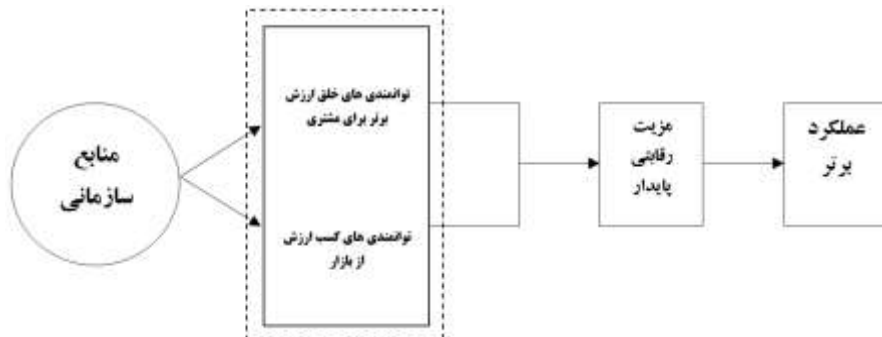 منابع
سازمانی
توانمندی های خلق ارزش
برتر برای مشتری
توانمندی های کسب ارزش
از بازار
مزیت
رقابتی
پایدار
عملکرد
برتر